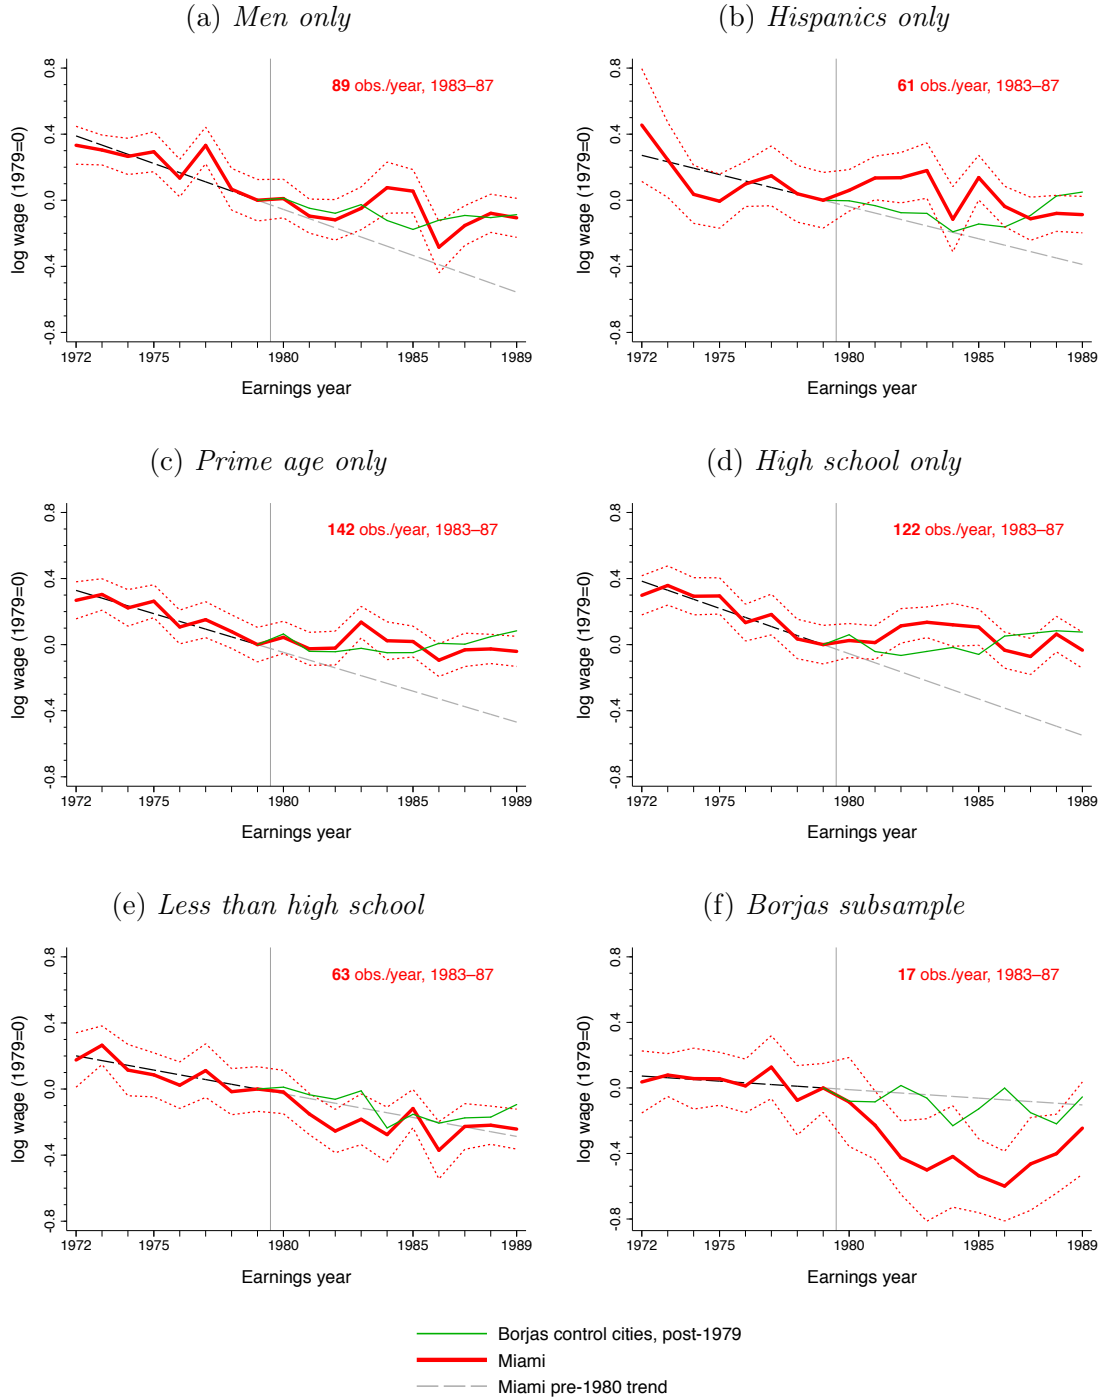 (a) Men only
89 obs./year, 1983–87
log wage (1979=0)
0.8
0.4
0.0
-0.4
-0.8
1972 1975 1980 1985 1989
Earnings year
(b) Hispanics only
61 obs./year, 1983–87
log wage (1979=0)
0.8
0.4
0.0
-0.4
-0.8
1972 1975 1980 1985 1989
Earnings year
(c) Prime age only
142 obs./year, 1983–87
log wage (1979=0)
0.8
0.4
0.0
-0.4
-0.8
1972 1975 1980 1985 1989
Earnings year
(d) High school only
122 obs./year, 1983–87
log wage (1979=0)
0.8
0.4
0.0
-0.4
-0.8
1972 1975 1980 1985 1989
Earnings year
(e) Less than high school
63 obs./year, 1983–87
log wage (1979=0)
0.8
0.4
0.0
-0.4
-0.8
1972 1975 1980 1985 1989
Earnings year
(f) Borjas subsample
17 obs./year, 1983–87
log wage (1979=0)
0.8
0.4
0.0
-0.4
-0.8
1972 1975 1980 1985 1989
Earnings year
Borjas control cities, post-1979
Miami
Miami pre-1980 trend